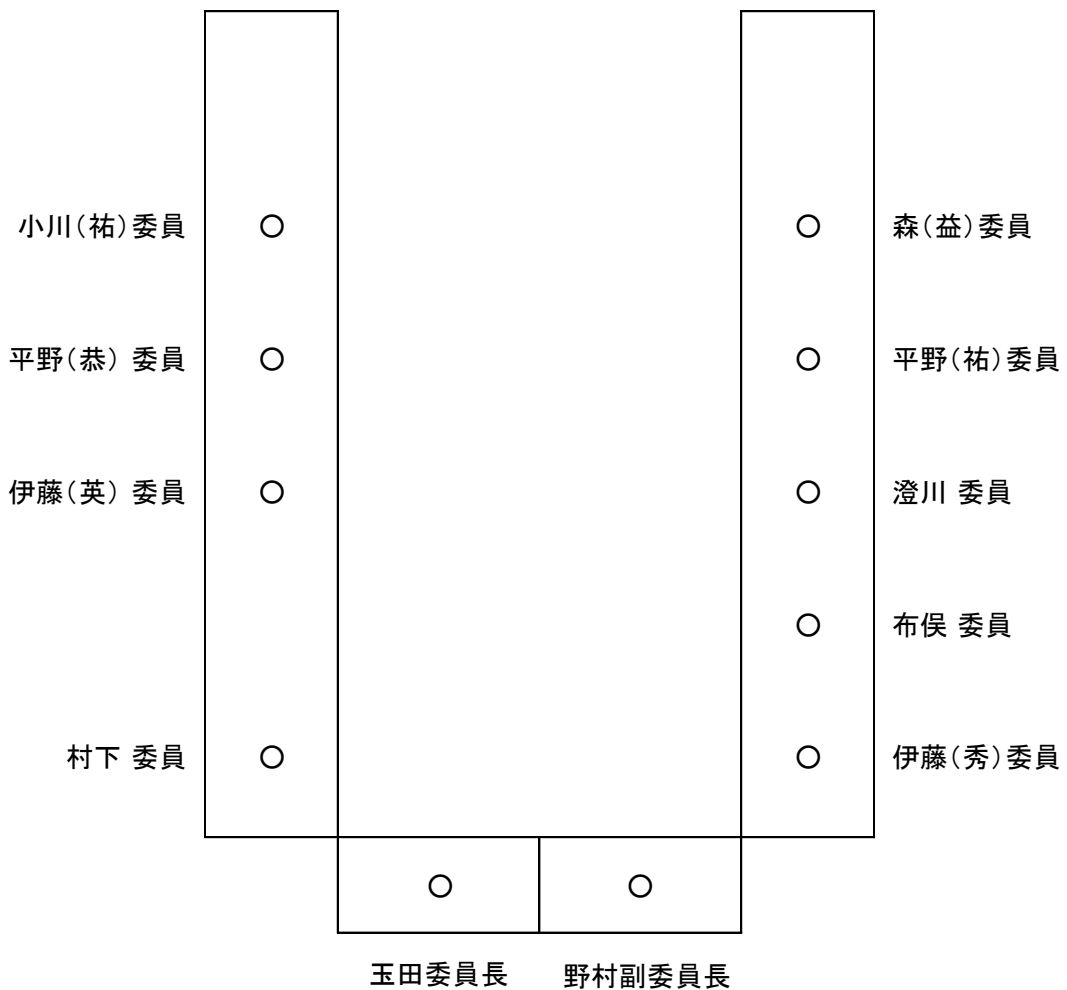 小川（祐）委員
森（益）委員
平野（恭） 委員
平野（祐）委員
伊藤（英） 委員
澄川 委員
布俣 委員
村下 委員
伊藤（秀）委員
玉田委員長
野村副委員長